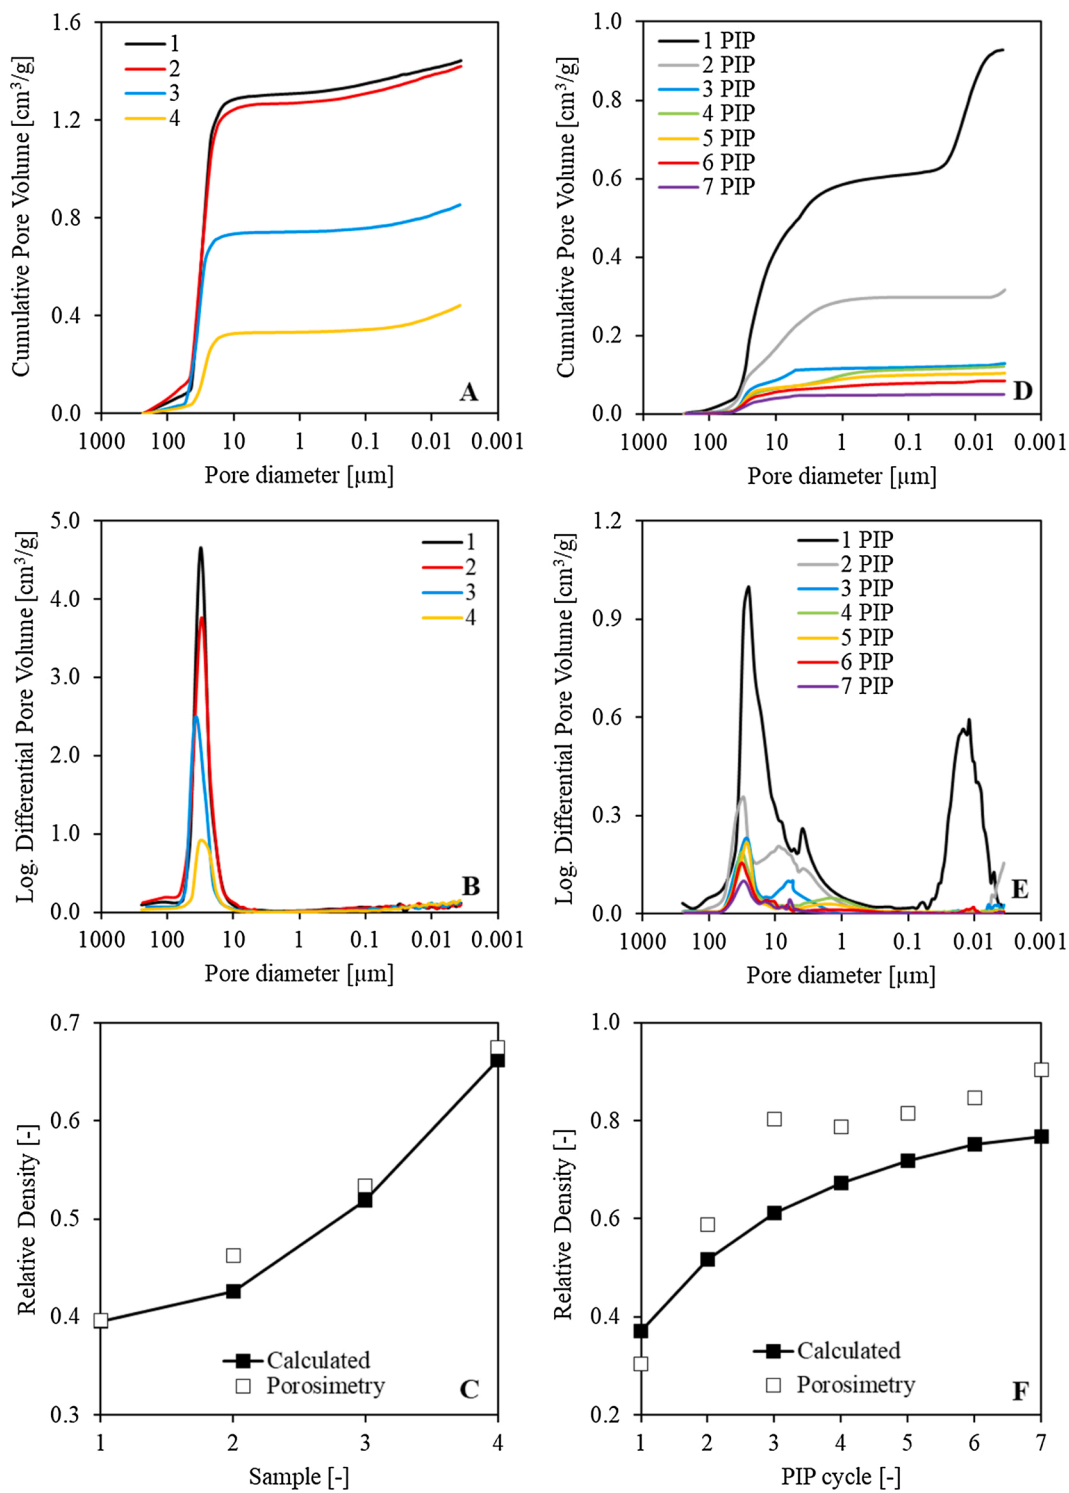 Cumulative Pore Volume [cm³/g]
1.6
1.2
0.8
0.4
0.0
1
2
3
4
A
1000 100 10 1 0.1 0.01 0.001
Pore diameter [µm]
Cumulative Pore Volume [cm³/g]
1.0
0.8
0.6
0.4
0.2
0.0
1 PIP
2 PIP
3 PIP
4 PIP
5 PIP
6 PIP
7 PIP
D
1000 100 10 1 0.1 0.01 0.001
Pore diameter [µm]
Log. Differential Pore Volume [cm³/g]
5.0
4.0
3.0
2.0
1.0
0.0
1
2
3
4
B
1000 100 10 1 0.1 0.01 0.001
Pore diameter [µm]
Log. Differential Pore Volume [cm³/g]
1.2
0.9
0.6
0.3
0.0
1 PIP
2 PIP
3 PIP
4 PIP
5 PIP
6 PIP
7 PIP
E
1000 100 10 1 0.1 0.01 0.001
Pore diameter [µm]
Relative Density [-]
0.7
0.6
0.5
0.4
0.3
Calculated
Porosimetry
C
1 2 3 4
Sample [-]
Relative Density [-]
1.0
0.8
0.6
0.4
0.2
Calculated
Porosimetry
F
1 2 3 4 5 6 7
PIP cycle [-]